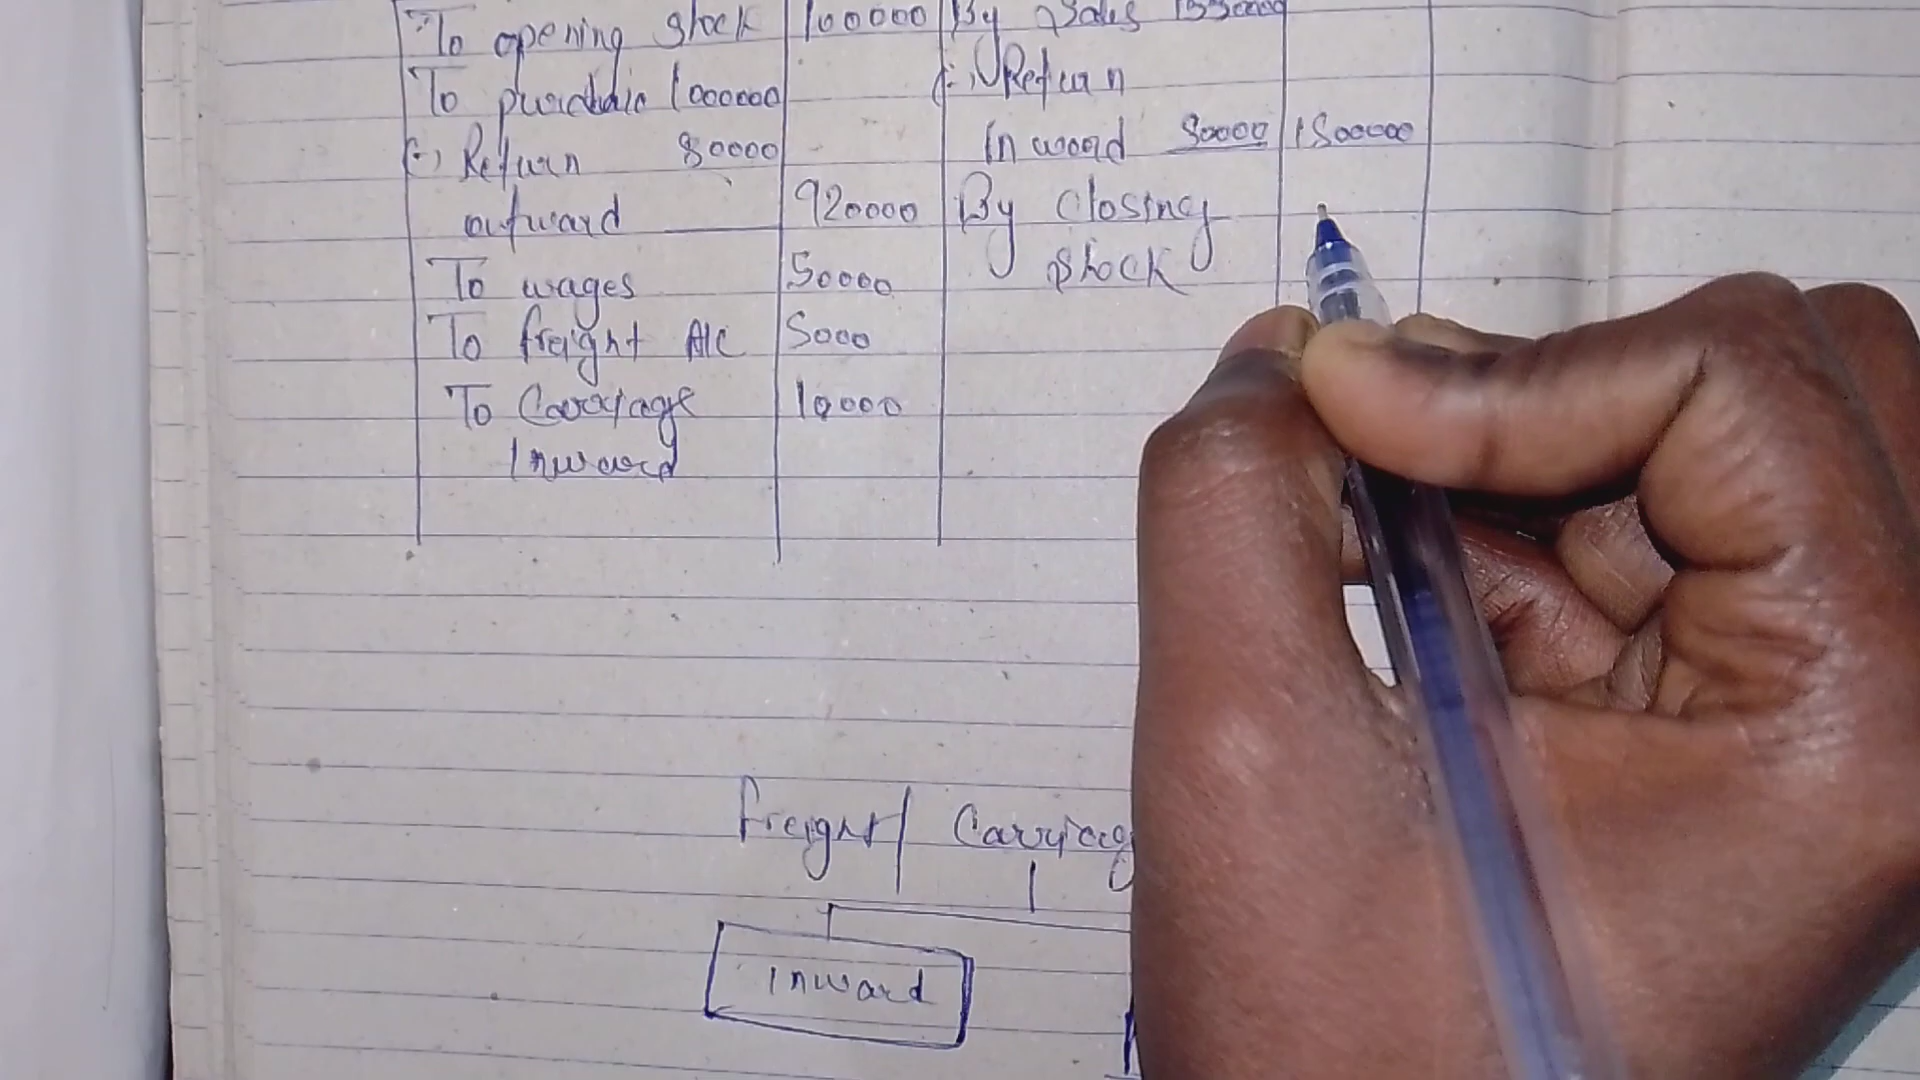 To opening Stock 100000 By Sales
To purchase 1000000 (-) Return
(-) Return 80000 Inward 50000 1500000
outward 920000 By Closing
To wages 50000 Stock
To freight A/c 5000
To Carriage 10000
Inward
freight/
Inward